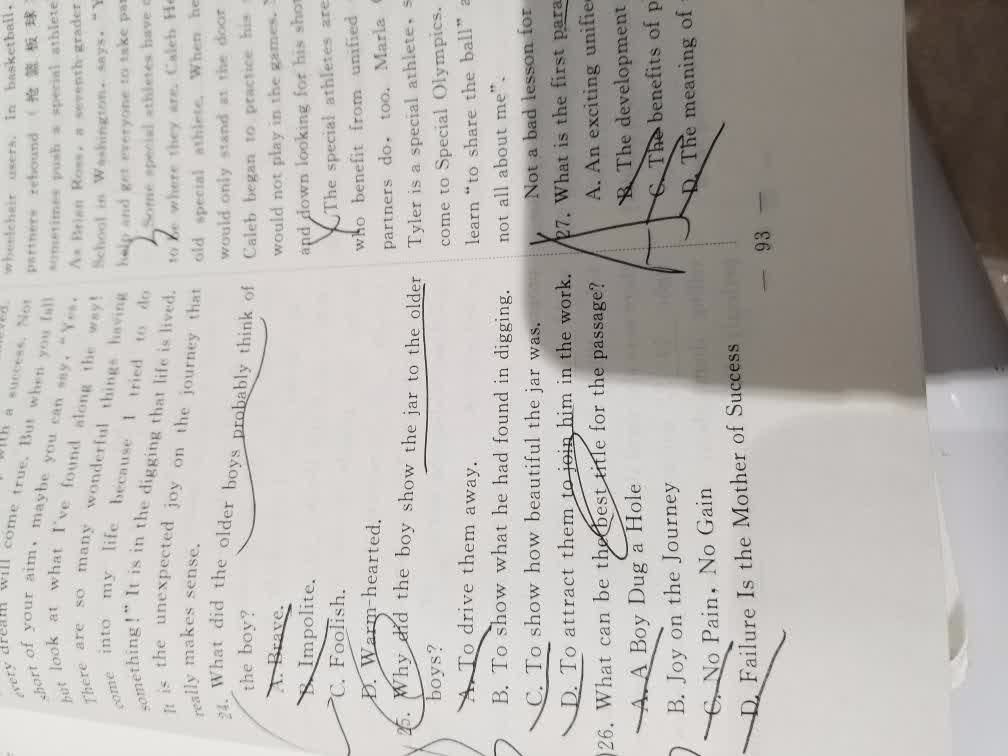 every dream will come true. But when you fall
short of your aim, maybe you can say, "Yes.
but look at what I've found along the way!
There are so many wonderful things having
come into my life because I tried to do
something!" It is in the digging that life is lived.
It is the unexpected joy on the journey that
really makes sense.
24. What did the older boys probably think of
the boy?
A. Brave.
B. Impolite.
C. Foolish.
D. Warm-hearted.
25. Why did the boy show the jar to the older
boys?
A. To drive them away.
B. To show what he had found in digging.
C. To show how beautiful the jar was.
D. To attract them to join him in the work.
26. What can be the best title for the passage?
A. A Boy Dug a Hole
B. Joy on the Journey
C. No Pain, No Gain
D. Failure Is the Mother of Success
wheelchair users. In basketball,
partners rebound (抢篮板球
sometimes push a special athlete
As Brian Ross, a seventh-grader
School in Washington, says, "Y
help and get everyone to take par
Some special athletes have
to be where they are. Caleb He
old special athlete. When he
would only stand at the door
Caleb began to practice his
would not play in the games.
and down looking for his sho
The special athletes are
who benefit from unified
partners do, too. Marla
Tyler is a special athlete, s
come to Special Olympics.
learn "to share the ball" a
not all about me".
Not a bad lesson for
27. What is the first para
A. An exciting unified
B. The development
C. The benefits of p
D. The meaning of
— 93 —